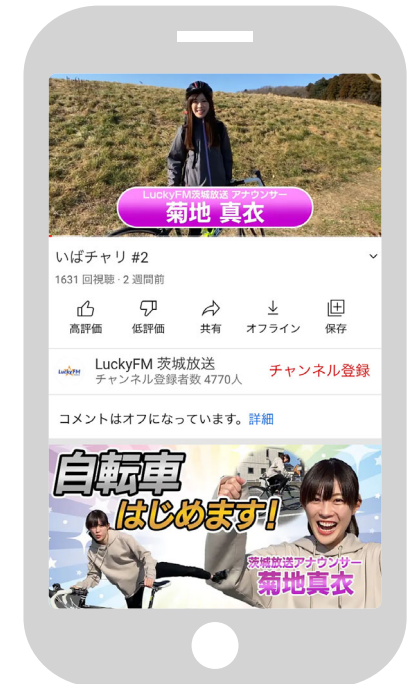 LuckyFM茨城放送 アナウンサー
菊地 真衣
いばチャリ #2
1631 回視聴・2 週間前
高評価 低評価 共有 オフライン 保存
LuckyFM
LuckyFM 茨城放送
チャンネル登録者数 4770人
チャンネル登録
コメントはオフになっています。詳細
自転車
はじめます!
茨城放送アナウンサー
菊地真衣